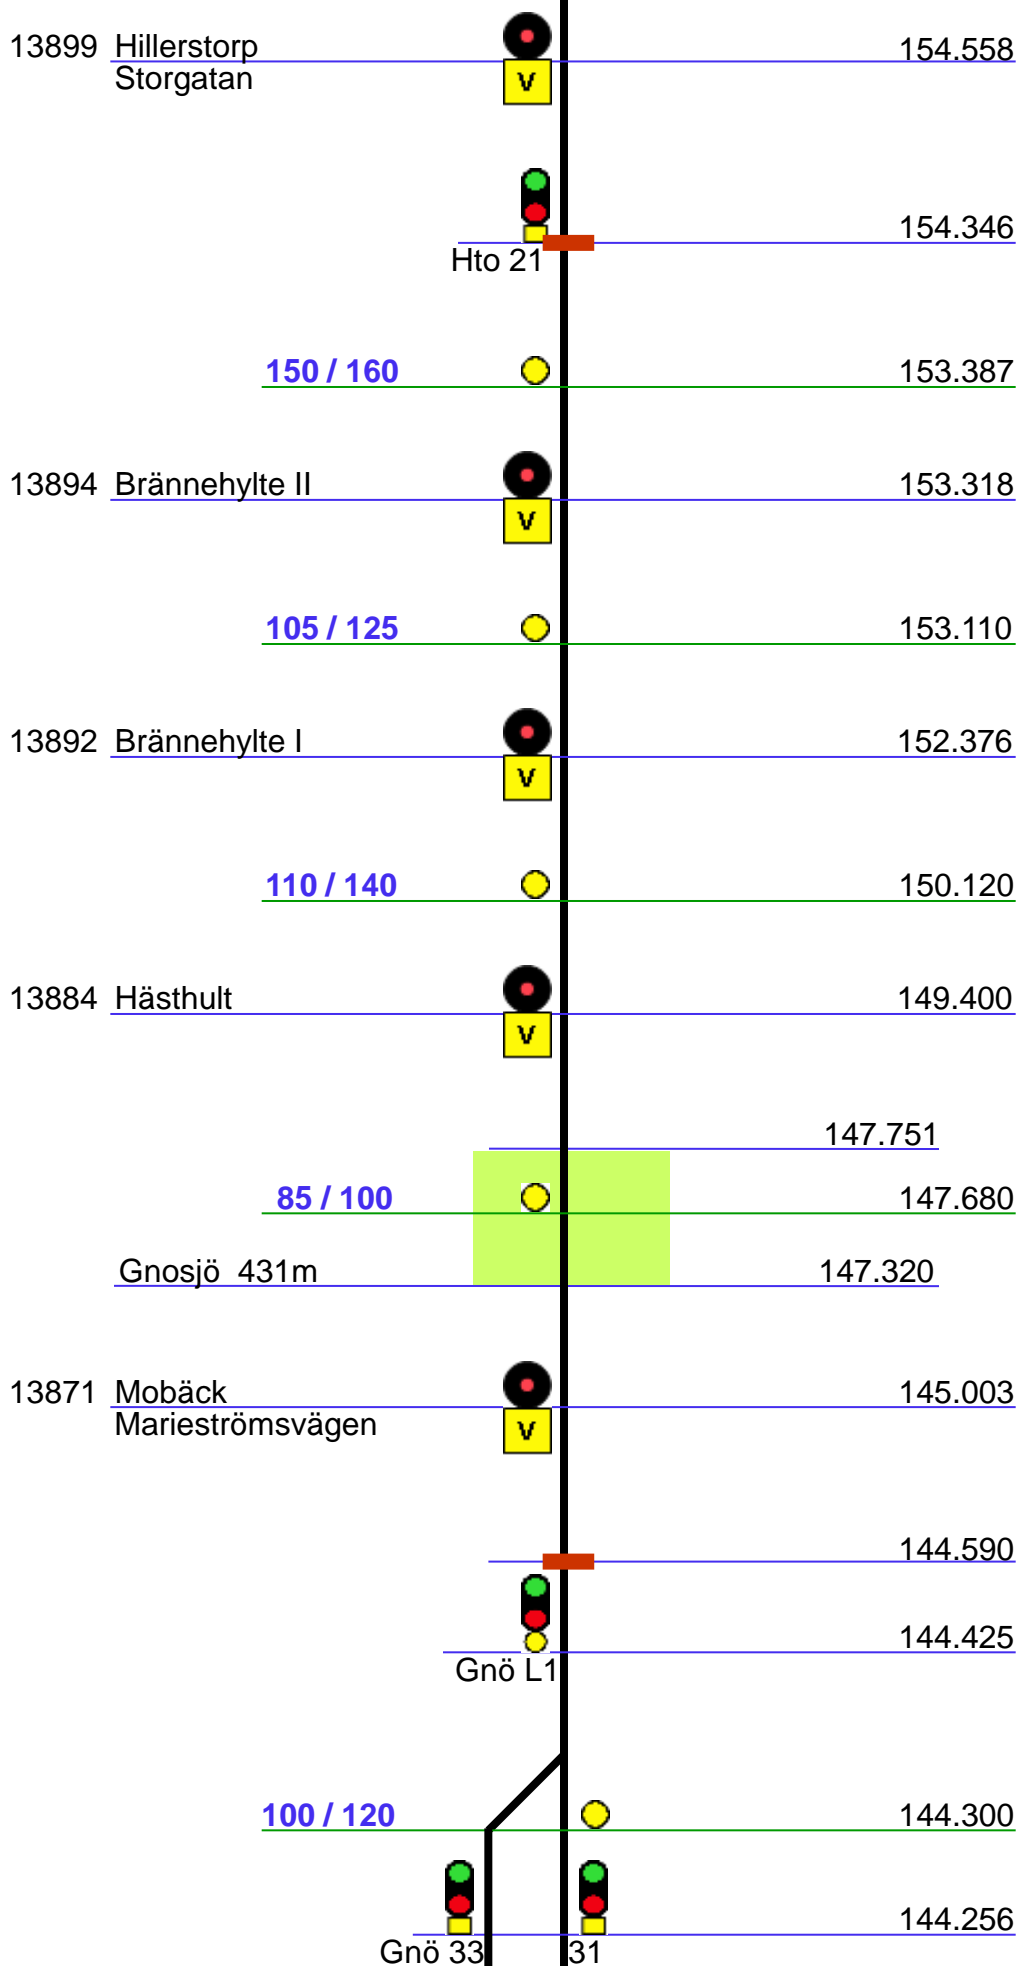 13899 Hillerstorp 154.558
Storgatan
V
154.346
Hto 21
150 / 160 153.387
13894 Brännehylte II 153.318
V
105 / 125 153.110
13892 Brännehylte I 152.376
V
110 / 140 150.120
13884 Hästhult 149.400
V
147.751
85 / 100 147.680
Gnosjö 431m 147.320
13871 Mobäck 145.003
Marieströmsvägen
V
144.590
144.425
Gnö L1
100 / 120 144.300
144.256
Gnö 33 31